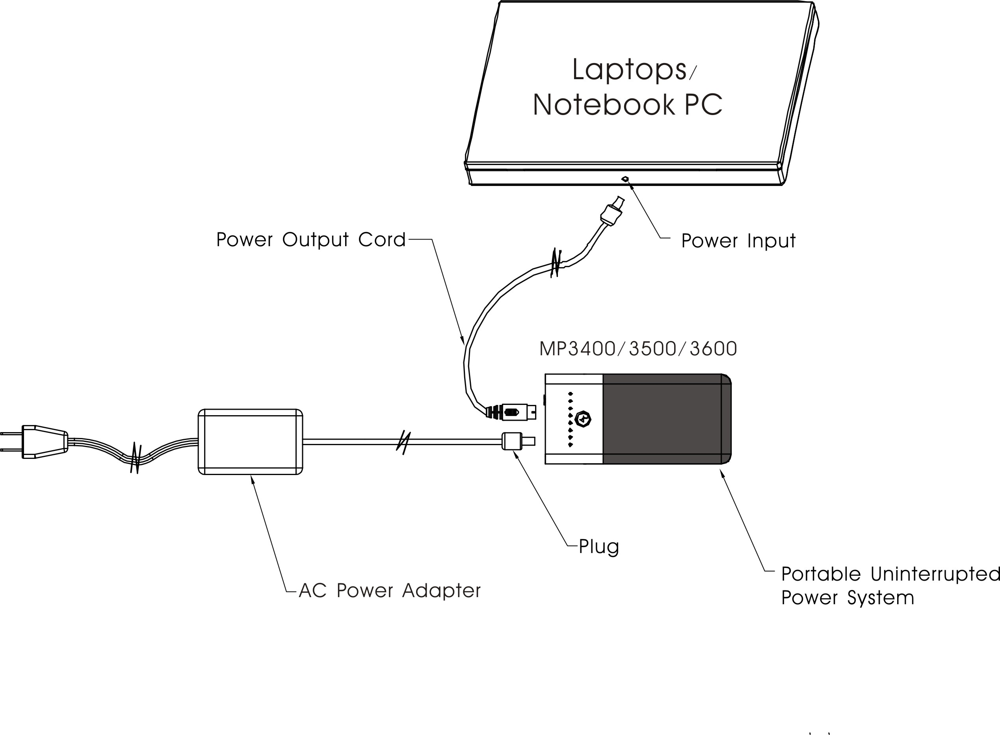 Laptops/
Notebook PC
Power Output Cord
Power Input
MP3400/3500/3600
Plug
AC Power Adapter
Portable Uninterrupted
Power System